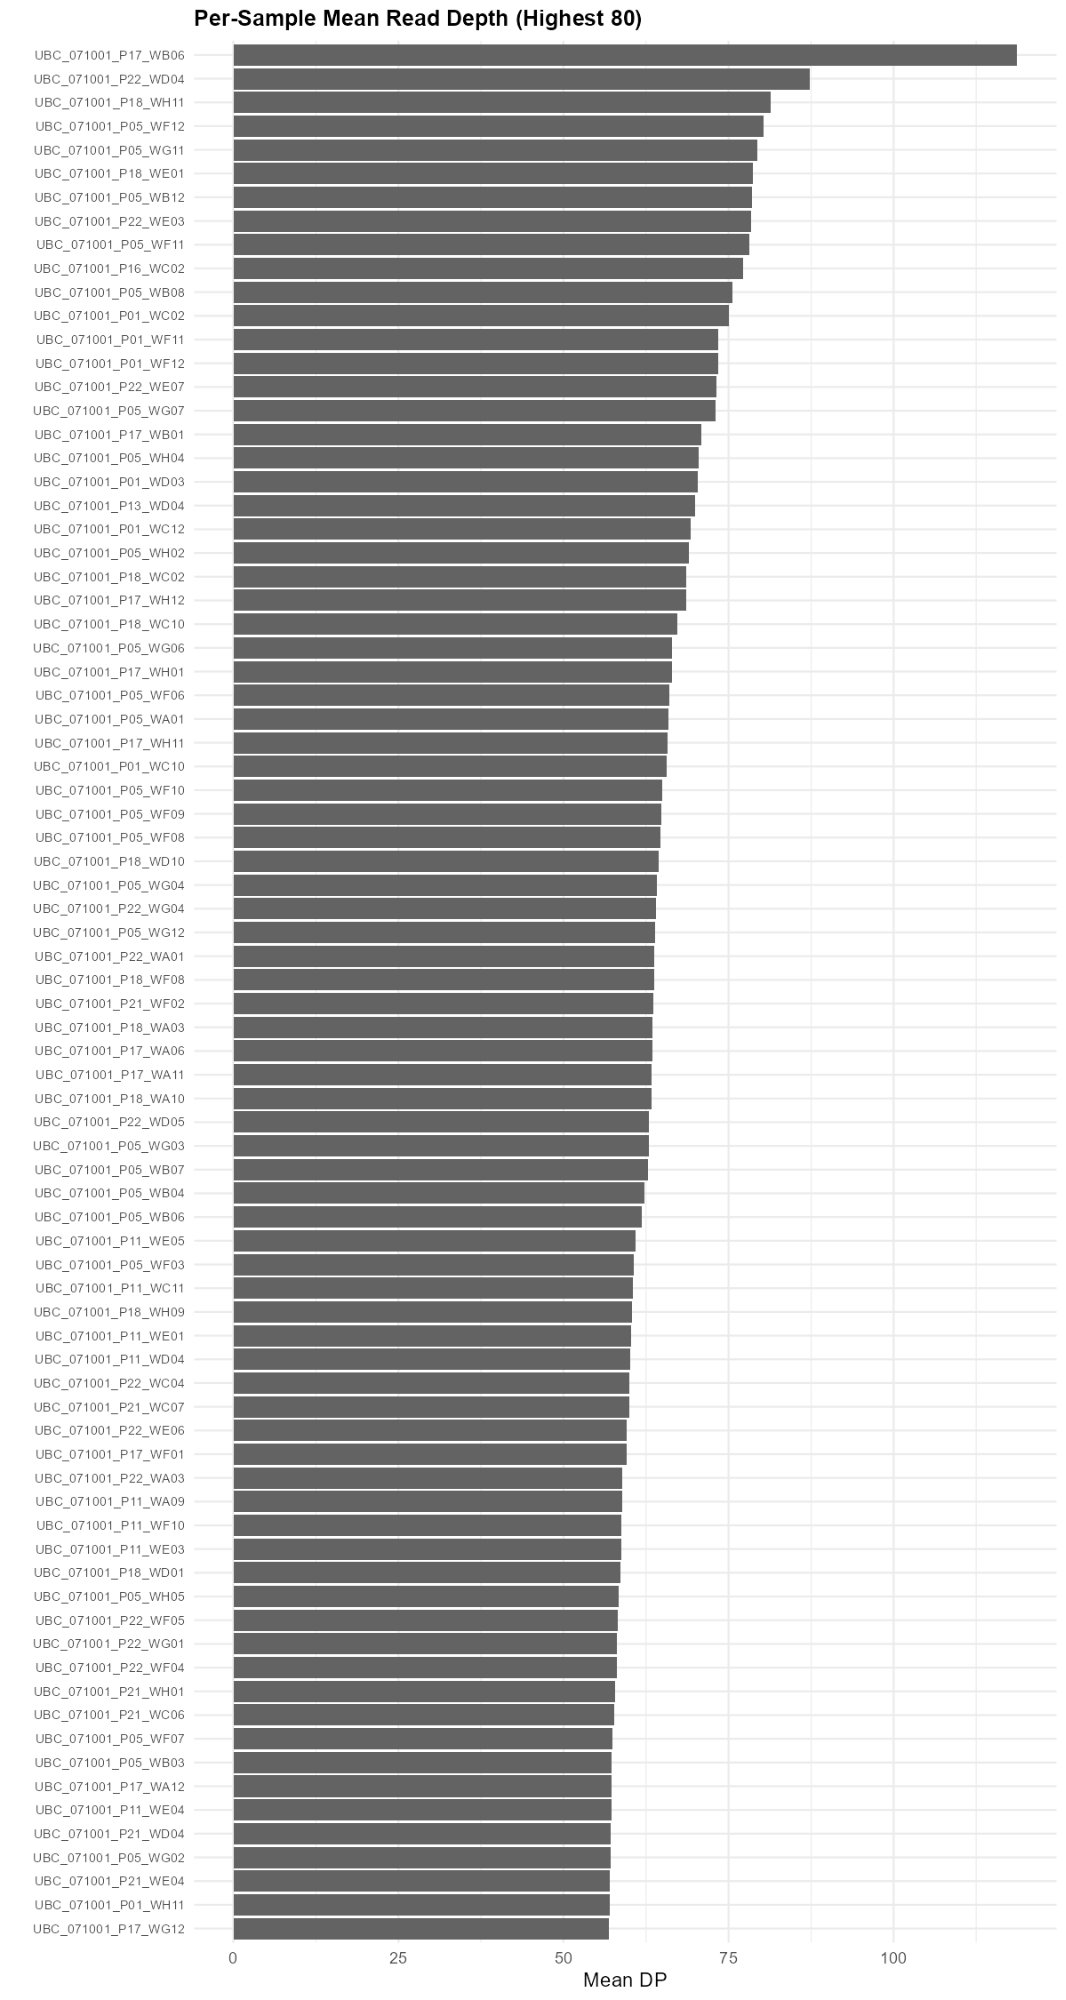 Per-Sample Mean Read Depth (Highest 80)
UBC_071001_P17_WB06
UBC_071001_P22_WD04
UBC_071001_P18_WH11
UBC_071001_P05_WF12
UBC_071001_P05_WG11
UBC_071001_P18_WE01
UBC_071001_P05_WB12
UBC_071001_P22_WE03
UBC_071001_P05_WF11
UBC_071001_P16_WC02
UBC_071001_P05_WB08
UBC_071001_P01_WC02
UBC_071001_P01_WF11
UBC_071001_P01_WF12
UBC_071001_P22_WE07
UBC_071001_P05_WG07
UBC_071001_P17_WB01
UBC_071001_P05_WH04
UBC_071001_P01_WD03
UBC_071001_P13_WD04
UBC_071001_P01_WC12
UBC_071001_P05_WH02
UBC_071001_P18_WC02
UBC_071001_P17_WH12
UBC_071001_P18_WC10
UBC_071001_P05_WG06
UBC_071001_P17_WH01
UBC_071001_P05_WF06
UBC_071001_P05_WA01
UBC_071001_P17_WH11
UBC_071001_P01_WC10
UBC_071001_P05_WF10
UBC_071001_P05_WF09
UBC_071001_P05_WF08
UBC_071001_P18_WD10
UBC_071001_P05_WG04
UBC_071001_P22_WG04
UBC_071001_P05_WG12
UBC_071001_P22_WA01
UBC_071001_P18_WF08
UBC_071001_P21_WF02
UBC_071001_P18_WA03
UBC_071001_P17_WA06
UBC_071001_P17_WA11
UBC_071001_P18_WA10
UBC_071001_P22_WD05
UBC_071001_P05_WG03
UBC_071001_P05_WB07
UBC_071001_P05_WB04
UBC_071001_P05_WB06
UBC_071001_P11_WE05
UBC_071001_P05_WF03
UBC_071001_P11_WC11
UBC_071001_P18_WH09
UBC_071001_P11_WE01
UBC_071001_P11_WD04
UBC_071001_P22_WC04
UBC_071001_P21_WC07
UBC_071001_P22_WE06
UBC_071001_P17_WF01
UBC_071001_P22_WA03
UBC_071001_P11_WA09
UBC_071001_P11_WF10
UBC_071001_P11_WE03
UBC_071001_P18_WD01
UBC_071001_P05_WH05
UBC_071001_P22_WF05
UBC_071001_P22_WG01
UBC_071001_P22_WF04
UBC_071001_P21_WH01
UBC_071001_P21_WC06
UBC_071001_P05_WF07
UBC_071001_P05_WB03
UBC_071001_P17_WA12
UBC_071001_P11_WE04
UBC_071001_P21_WD04
UBC_071001_P05_WG02
UBC_071001_P21_WE04
UBC_071001_P01_WH11
UBC_071001_P17_WG12
0 25 50 75 100
Mean DP